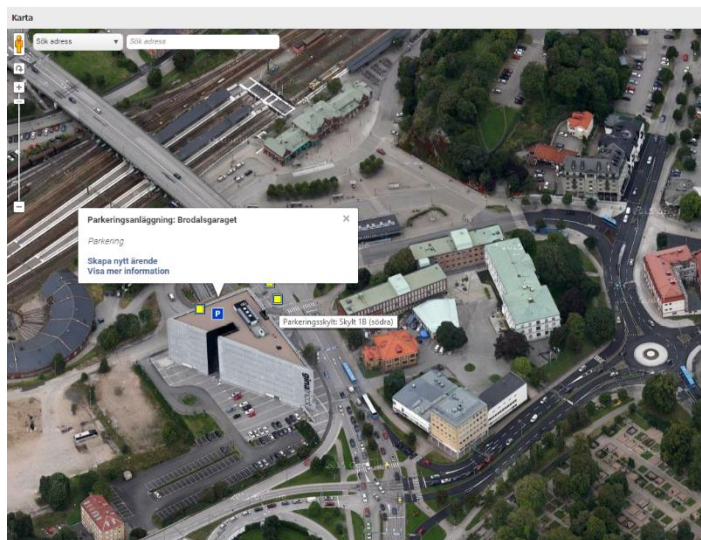 Karta
Sök adress
Sök adress
Parkeringsanläggning: Brodalsgaraget
Parkering
Skapa nytt ärende
Visa mer information
P
Parkeringsskylt: Skylt 1B (södra)